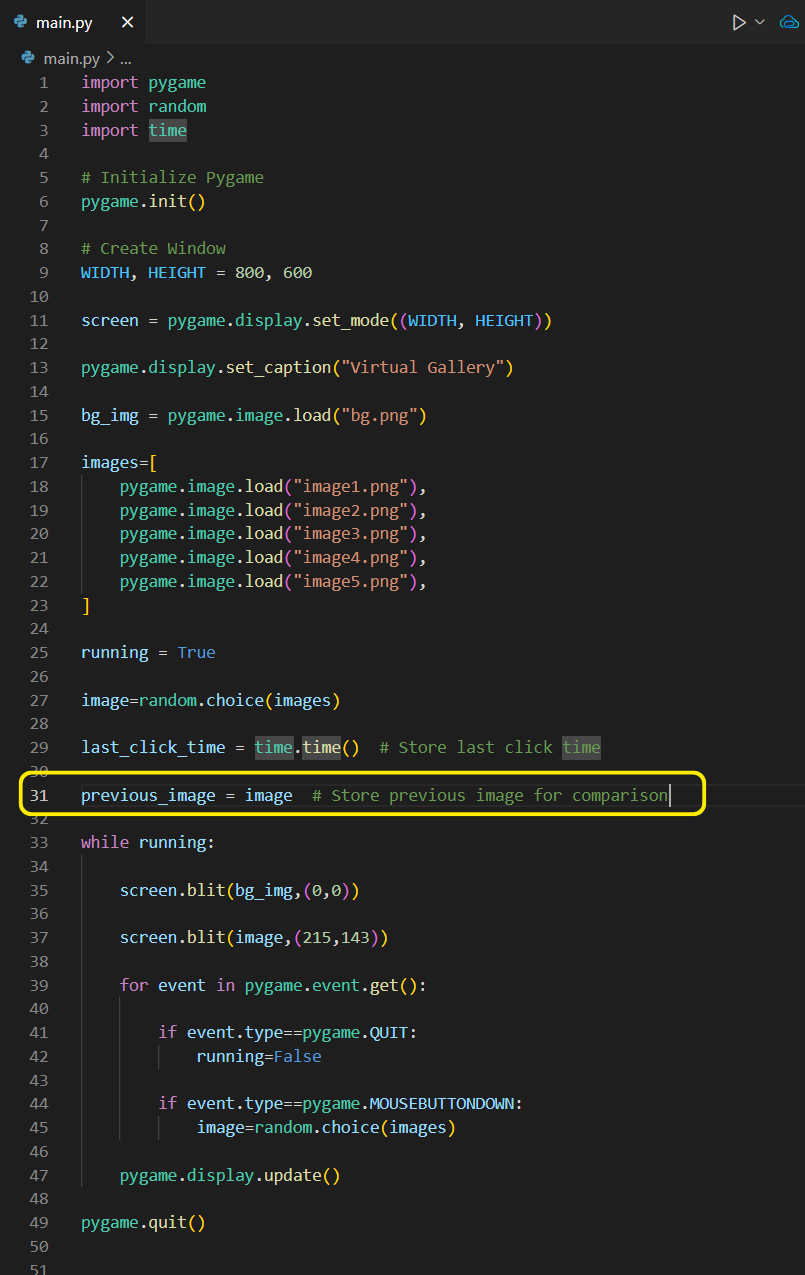 main.py ×
main.py > ...
1 import pygame
2 import random
3 import time
4
5 # Initialize Pygame
6 pygame.init()
7
8 # Create Window
9 WIDTH, HEIGHT = 800, 600
10
11 screen = pygame.display.set_mode((WIDTH, HEIGHT))
12
13 pygame.display.set_caption("Virtual Gallery")
14
15 bg_img = pygame.image.load("bg.png")
16
17 images=[
18     pygame.image.load("image1.png"),
19     pygame.image.load("image2.png"),
20     pygame.image.load("image3.png"),
21     pygame.image.load("image4.png"),
22     pygame.image.load("image5.png"),
23 ]
24
25 running = True
26
27 image=random.choice(images)
28
29 last_click_time = time.time()  # Store last click time
30
31 previous_image = image  # Store previous image for comparison
32
33 while running:
34
35     screen.blit(bg_img,(0,0))
36
37     screen.blit(image,(215,143))
38
39     for event in pygame.event.get():
40
41         if event.type==pygame.QUIT:
42             running=False
43
44         if event.type==pygame.MOUSEBUTTONDOWN:
45             image=random.choice(images)
46
47     pygame.display.update()
48
49 pygame.quit()
50
51